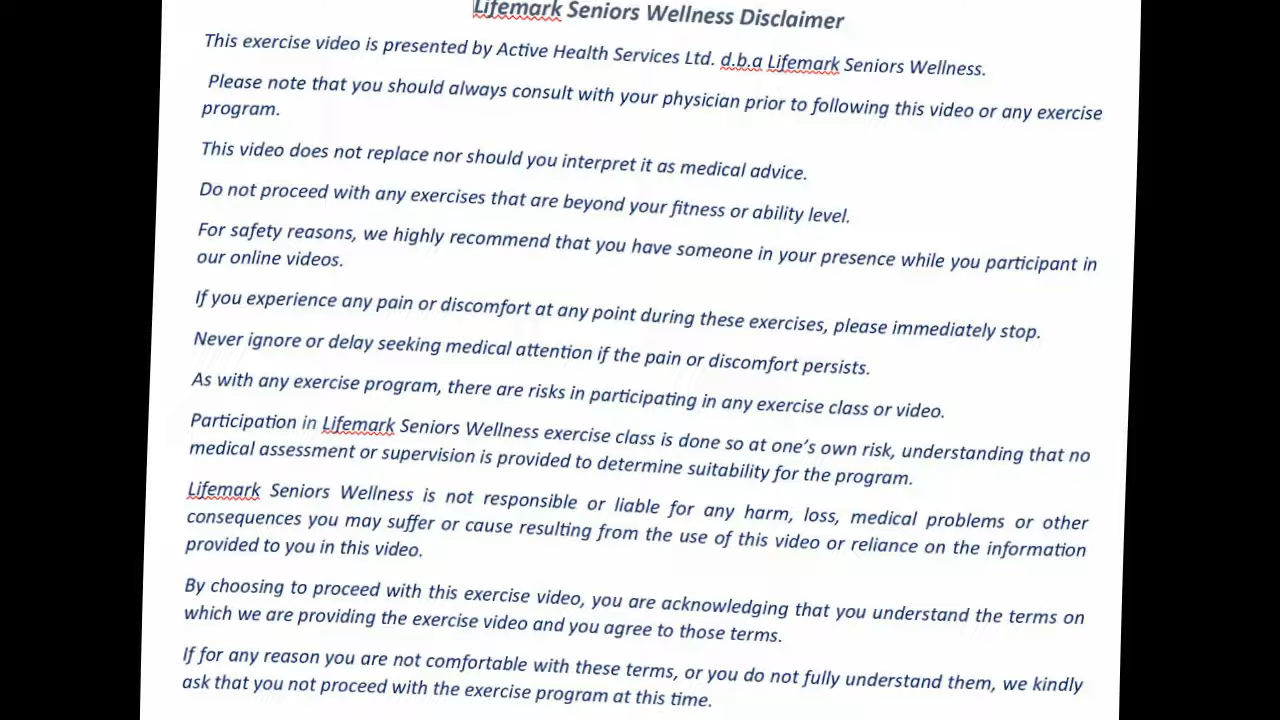 Lifemark Seniors Wellness Disclaimer
This exercise video is presented by Active Health Services Ltd. d.b.a Lifemark Seniors Wellness.
Please note that you should always consult with your physician prior to following this video or any exercise
program.
This video does not replace nor should you interpret it as medical advice.
Do not proceed with any exercises that are beyond your fitness or ability level.
For safety reasons, we highly recommend that you have someone in your presence while you participant in
our online videos.
If you experience any pain or discomfort at any point during these exercises, please immediately stop.
Never ignore or delay seeking medical attention if the pain or discomfort persists.
As with any exercise program, there are risks in participating in any exercise class or video.
Participation in Lifemark Seniors Wellness exercise class is done so at one’s own risk, understanding that no
medical assessment or supervision is provided to determine suitability for the program.
Lifemark Seniors Wellness is not responsible or liable for any harm, loss, medical problems or other
consequences you may suffer or cause resulting from the use of this video or reliance on the information
provided to you in this video.
By choosing to proceed with this exercise video, you are acknowledging that you understand the terms on
which we are providing the exercise video and you agree to those terms.
If for any reason you are not comfortable with these terms, or you do not fully understand them, we kindly
ask that you not proceed with the exercise program at this time.